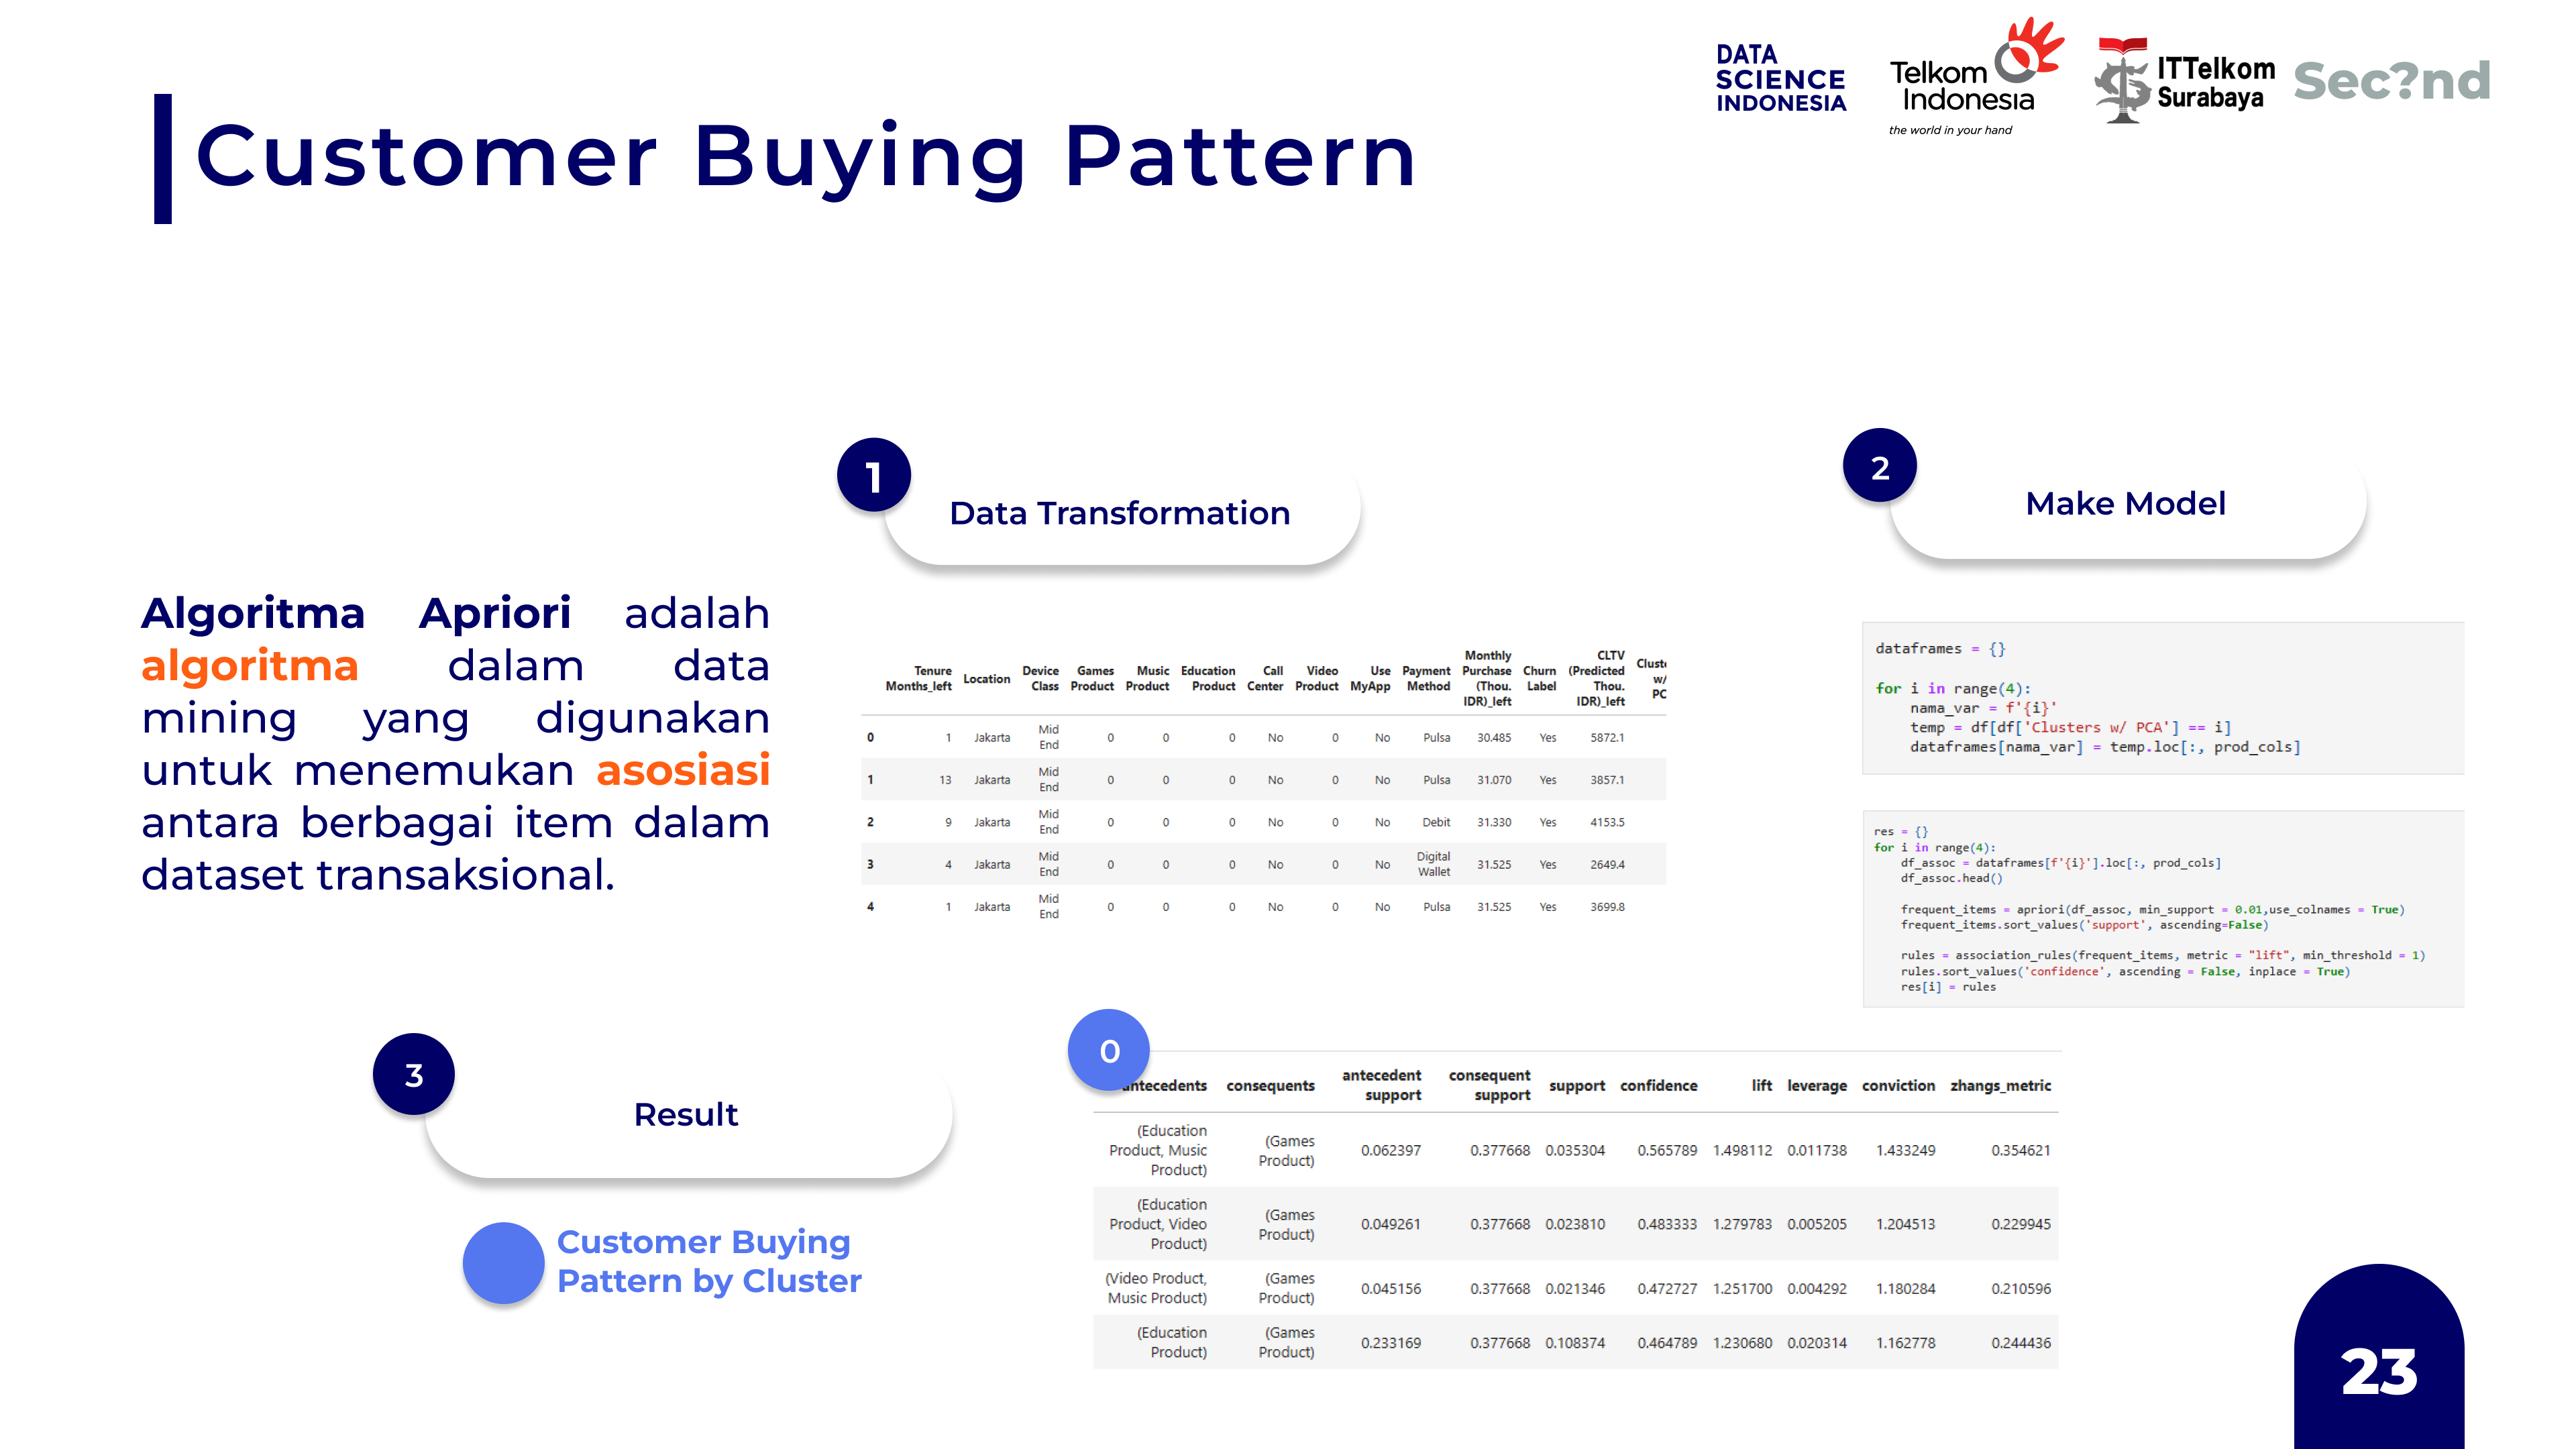 DATA
SCIENCE
INDONESIA
Telkom
Indonesia
the world in your hand
ITTelkom
Surabaya
Sec?nd
Customer Buying Pattern
1
Data Transformation
2
Make Model
Algoritma Apriori adalah
algoritma dalam data
mining yang digunakan
untuk menemukan asosiasi
antara berbagai item dalam
dataset transaksional.
Tenure Months_left Location Device Class Games Product Music Product Education Product Call Center Video Product Use MyApp Payment Method Monthly Purchase (Thou. IDR)_left Churn Label CLTV (Predicted Thou. IDR)_left w/ PC
0 1 Jakarta Mid End 0 0 0 No 0 No Pulsa 30.485 Yes 5872.1
1 13 Jakarta Mid End 0 0 0 No 0 No Pulsa 31.070 Yes 3857.1
2 9 Jakarta Mid End 0 0 0 No 0 No Debit 31.330 Yes 4153.5
3 4 Jakarta Mid End 0 0 0 No 0 No Digital Wallet 31.525 Yes 2649.4
4 1 Jakarta Mid End 0 0 0 No 0 No Pulsa 31.525 Yes 3699.8
dataframes = {}
for i in range(4):
nama_var = f'{i}'
temp = df[df['Clusters w/ PCA'] == i]
dataframes[nama_var] = temp.loc[:, prod_cols]
res = {}
for i in range(4):
df_assoc = dataframes[f'{i}'].loc[:, prod_cols]
df_assoc.head()
frequent_items = apriori(df_assoc, min_support = 0.01,use_colnames = True)
frequent_items.sort_values('support', ascending=False)
rules = association_rules(frequent_items, metric = "lift", min_threshold = 1)
rules.sort_values('confidence', ascending = False, inplace = True)
res[i] = rules
3
Result
Customer Buying
Pattern by Cluster
0
ntecedents consequents antecedent support consequent support support confidence lift leverage conviction zhangs_metric
(Education Product, Music Product) (Games Product) 0.062397 0.377668 0.035304 0.565789 1.498112 0.011738 1.433249 0.354621
(Education Product, Video Product) (Games Product) 0.049261 0.377668 0.023810 0.483333 1.279783 0.005205 1.204513 0.229945
(Video Product, Music Product) (Games Product) 0.045156 0.377668 0.021346 0.472727 1.251700 0.004292 1.180284 0.210596
(Education Product) (Games Product) 0.233169 0.377668 0.108374 0.464789 1.230680 0.020314 1.162778 0.244436
23